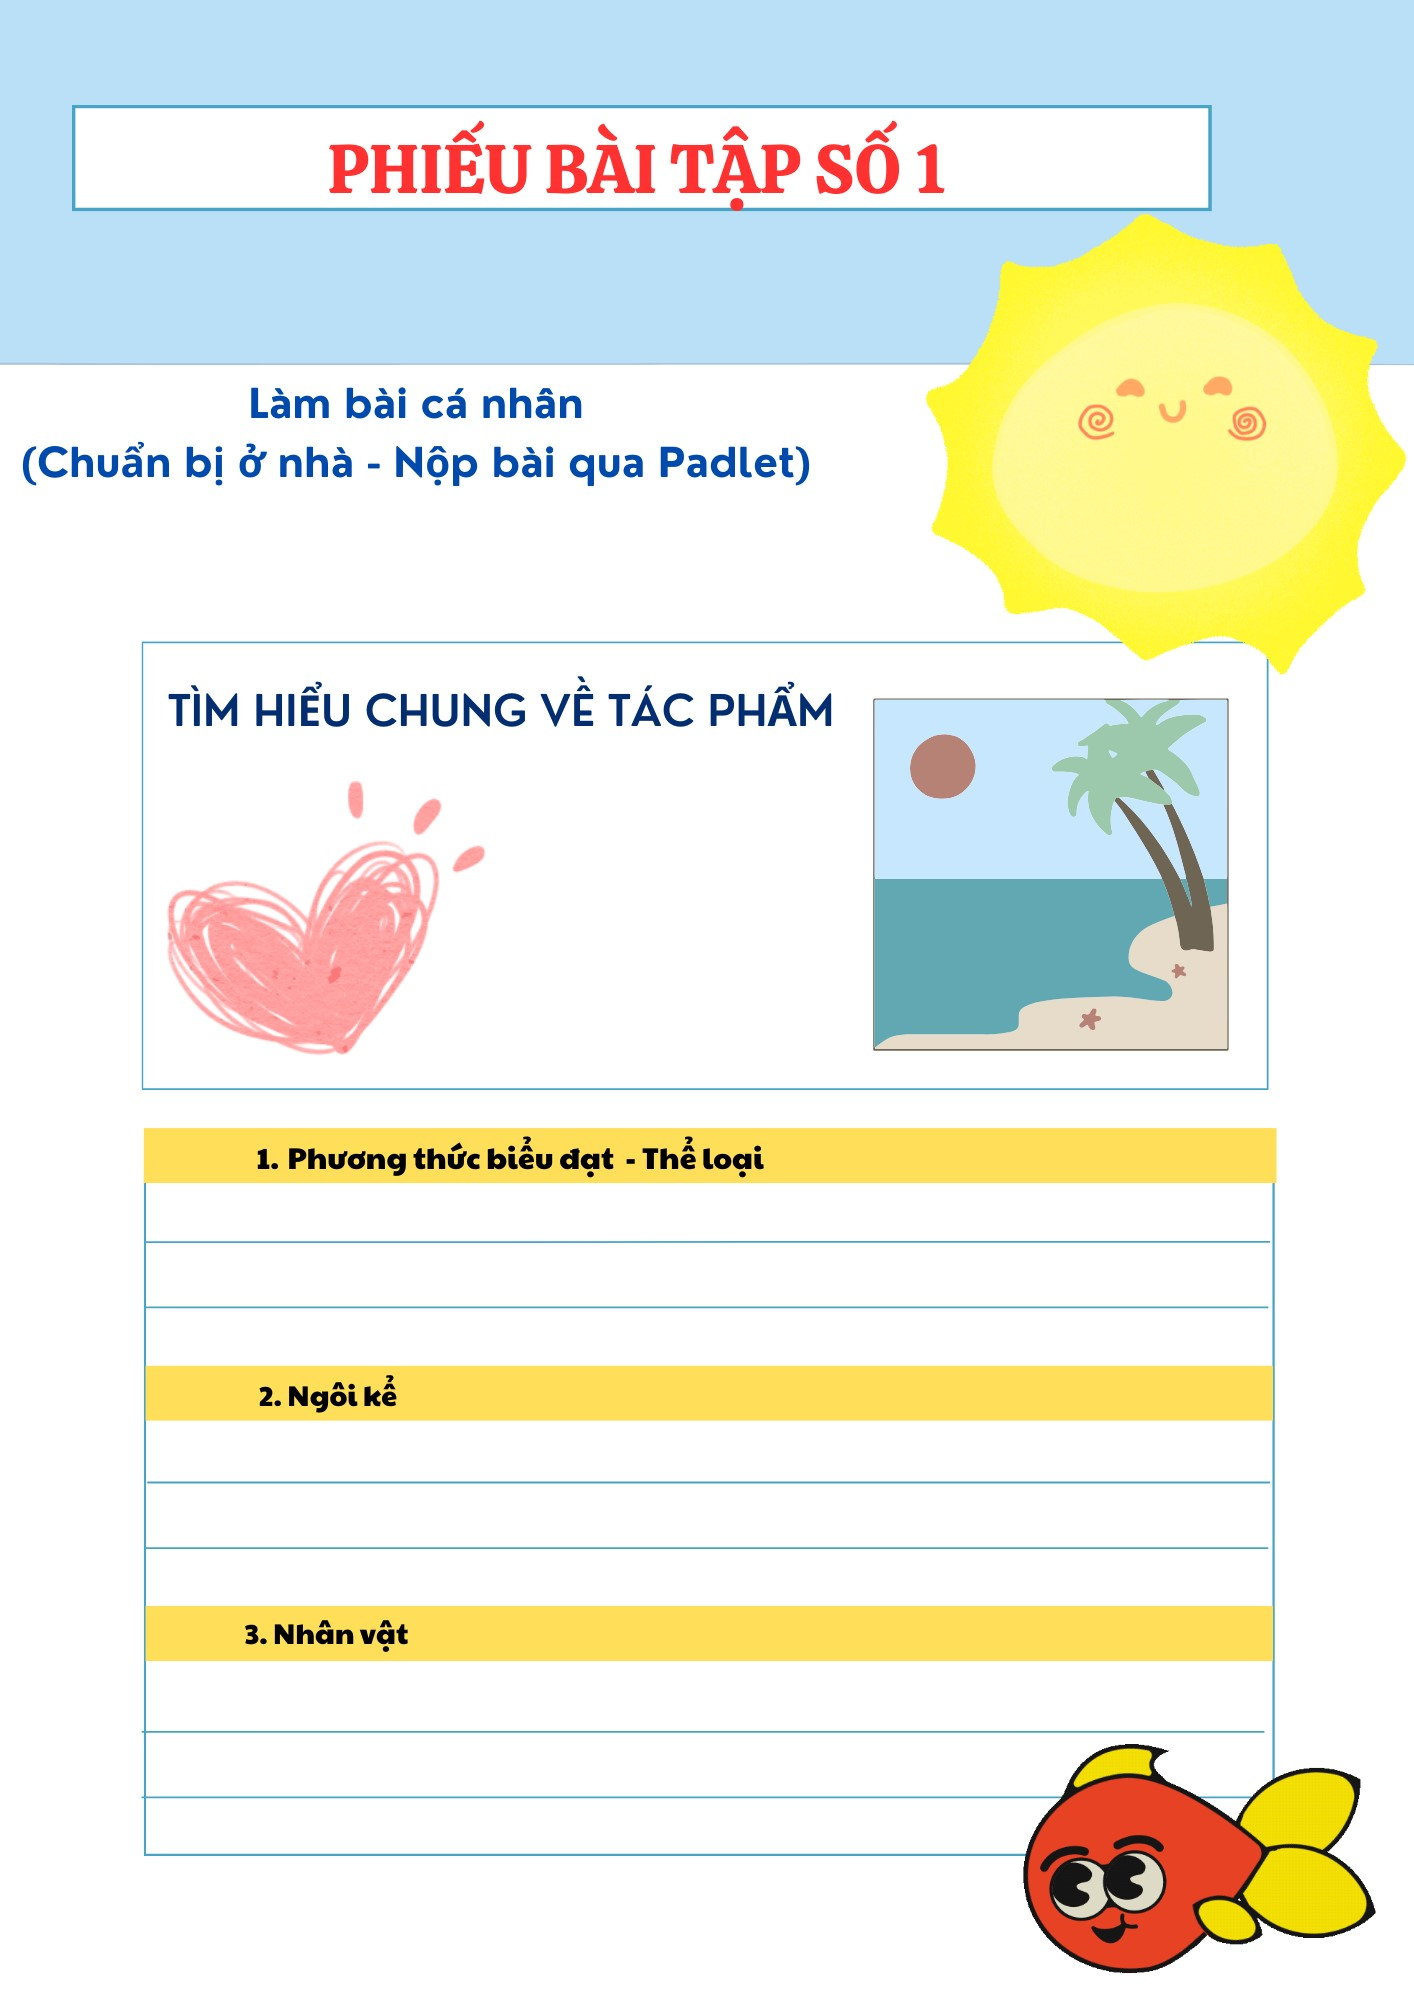 PHIẾU BÀI TẬP SỐ 1
Làm bài cá nhân
(Chuẩn bị ở nhà - Nộp bài qua Padlet)
TÌM HIỂU CHUNG VỀ TÁC PHẨM
1. Phương thức biểu đạt - Thể loại
2. Ngôi kể
3. Nhân vật